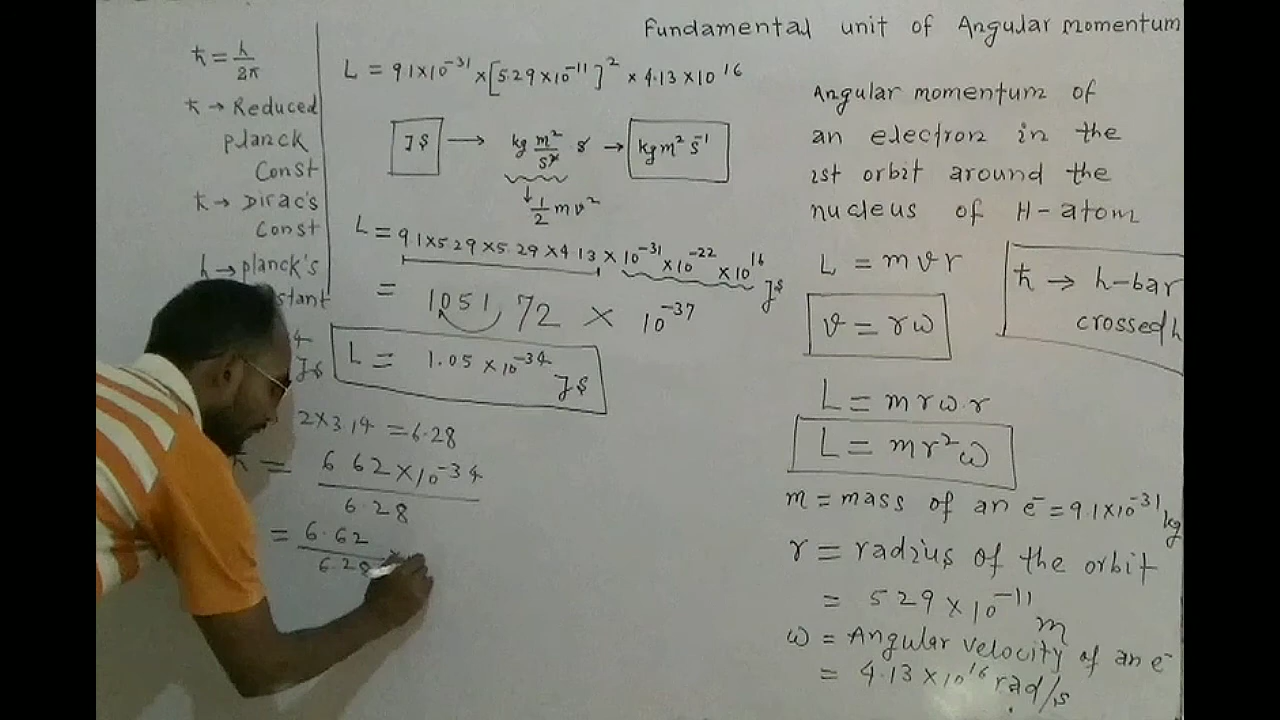 Fundamental unit of Angular Momentum
ħ = h/2π
ħ → Reduced
planck
Const
ħ → Dirac's
Const
h → planck's
stant
4
JS
L = 9.1×10⁻³¹ × [5.29×10⁻¹¹]² × 4.13×10¹⁶
JS → kg m²/s² s → kgm² s⁻¹
↓ 1/2 mv²
L = 9.1×5.29×5.29×4.13×10⁻³¹×10⁻²²×10¹⁶ JS
= 1051.72 × 10⁻³⁷
L = 1.05×10⁻³⁴ JS
2×3.14 = 6.28
ħ = 6.62×10⁻³⁴/6.28
= 6.62/6.28 ×
Angular momentum of
an electron in the
1st orbit around the
nucleus of H-atom
L = mvr
v = rω
ħ → h-bar
crossed h
L = mrω.r
L = mr²ω
m = mass of an e⁻ = 9.1×10⁻³¹ kg
r = radius of the orbit
= 5.29×10⁻¹¹ m
ω = Angular velocity of an e⁻
= 4.13×10¹⁶ rad/s